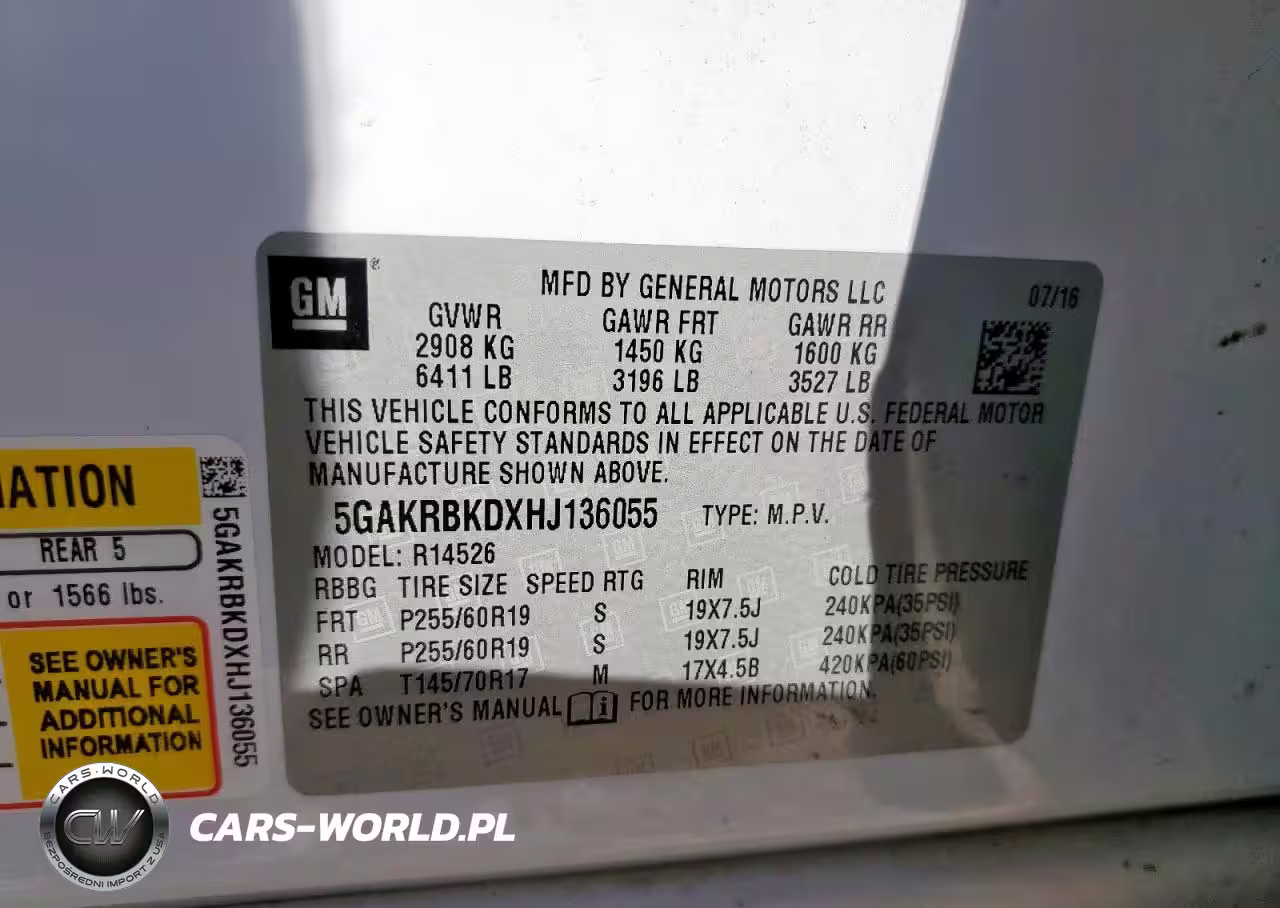 GM
MFD BY GENERAL MOTORS LLC
07/16
GVWR GAWR FRT GAWR RR
2908 KG 1450 KG 1600 KG
6411 LB 3196 LB 3527 LB
THIS VEHICLE CONFORMS TO ALL APPLICABLE U.S. FEDERAL MOTOR
VEHICLE SAFETY STANDARDS IN EFFECT ON THE DATE OF
MANUFACTURE SHOWN ABOVE.
5GAKRBKDXHJ136055 TYPE: M.P.V.
MODEL: R14526
RBBG TIRE SIZE SPEED RTG RIM COLD TIRE PRESSURE
FRT P255/60R19 S 19X7.5J 240KPA(35PSI)
RR P255/60R19 S 19X7.5J 240KPA(35PSI)
SPA T145/70R17 M 17X4.5B 420KPA(60PSI)
SEE OWNER'S MANUAL FOR MORE INFORMATION.
ATION
REAR 5
or 1566 lbs.
SEE OWNER'S
MANUAL FOR
ADDITIONAL
INFORMATION
5GAKRBKDXHJ136055
CARS-WORLD
CW
BEZPOŚREDNI IMPORT Z USA
CARS-WORLD.PL